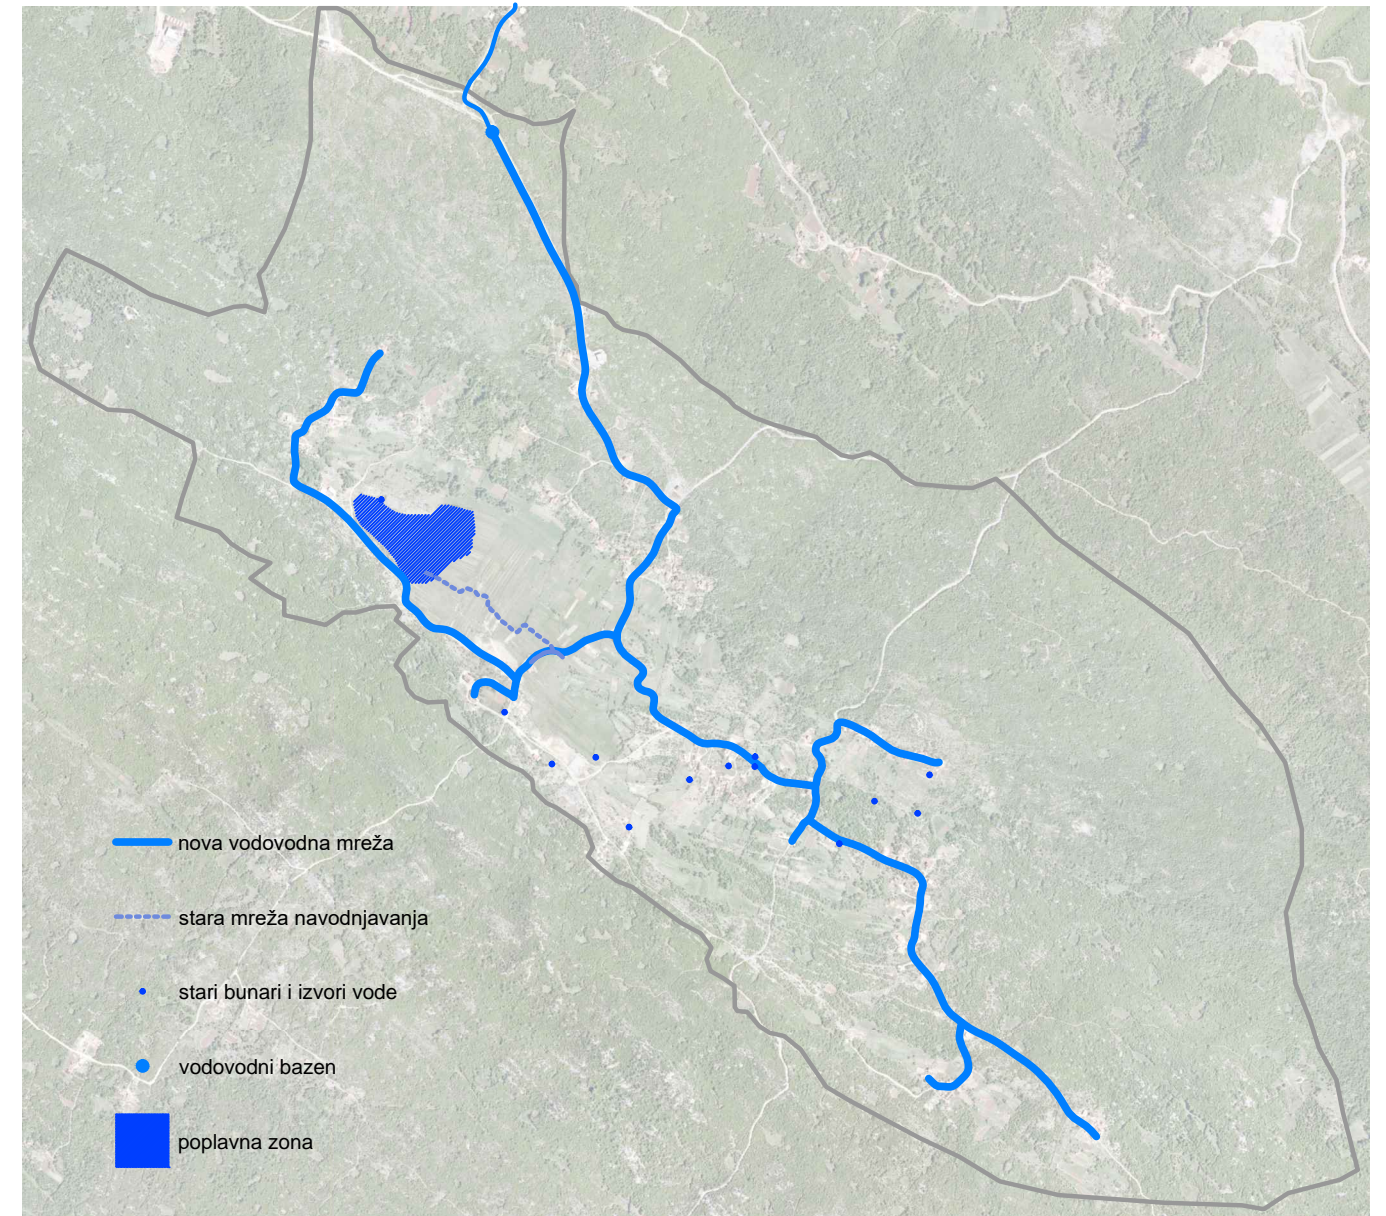 nova vodovodna mreža
stara mreža navodnjavanja
stari bunari i izvori vode
vodovodni bazen
poplavna zona